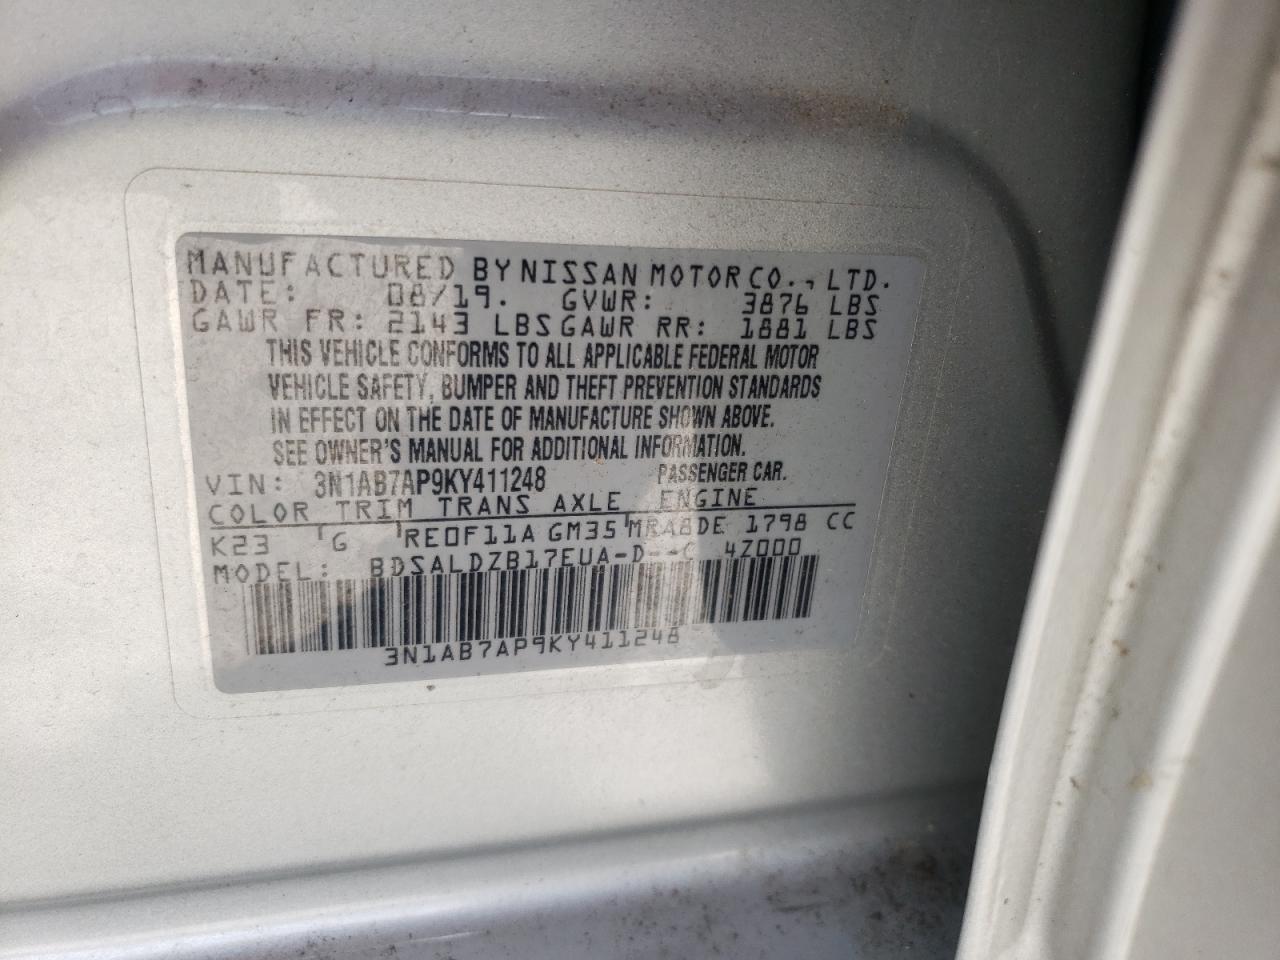 MANUFACTURED BY NISSAN MOTOR CO., LTD.
DATE: 08/19. GVWR: 3876 LBS
GAWR FR: 2143 LBS GAWR RR: 1881 LBS
THIS VEHICLE CONFORMS TO ALL APPLICABLE FEDERAL MOTOR
VEHICLE SAFETY, BUMPER AND THEFT PREVENTION STANDARDS
IN EFFECT ON THE DATE OF MANUFACTURE SHOWN ABOVE.
SEE OWNER'S MANUAL FOR ADDITIONAL INFORMATION.
VIN: 3N1AB7AP9KY411248 PASSENGER CAR.
COLOR TRIM TRANS AXLE ENGINE
K23 G RE0F11A GM35 MRA8DE 1798 CC
MODEL: BDSALDZB17EUA-D--C 4Z000
3N1AB7AP9KY411248